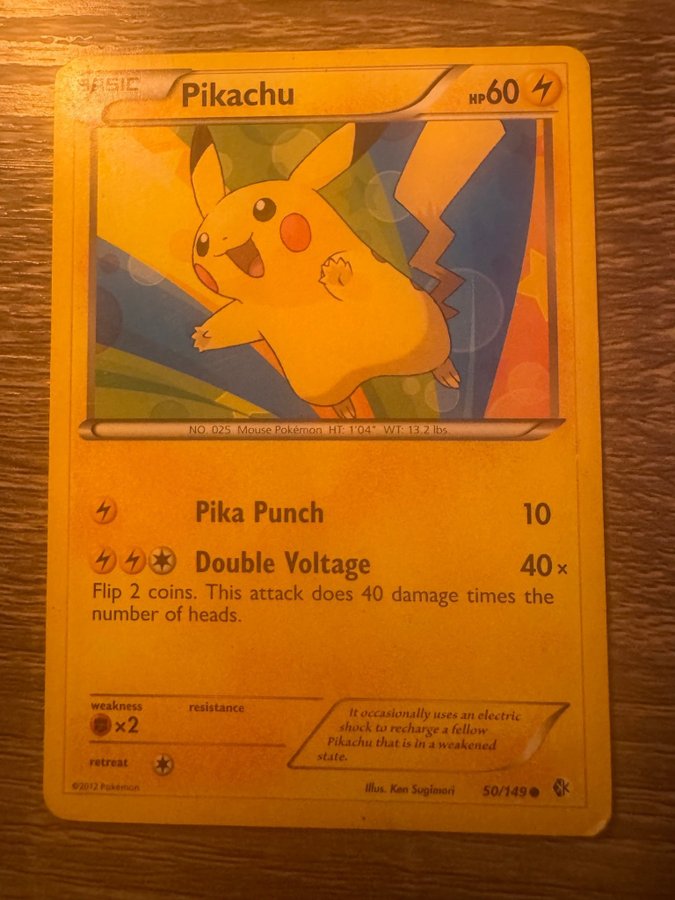 BASIC
Pikachu HP60
NO. 025 Mouse Pokémon HT: 1'04" WT: 13.2 lbs.
Pika Punch 10
Double Voltage 40×
Flip 2 coins. This attack does 40 damage times the
number of heads.
weakness resistance
×2
retreat
It occasionally uses an electric
shock to recharge a fellow
Pikachu that is in a weakened
state.
©2012 Pokémon Illus. Ken Sugimori 50/149